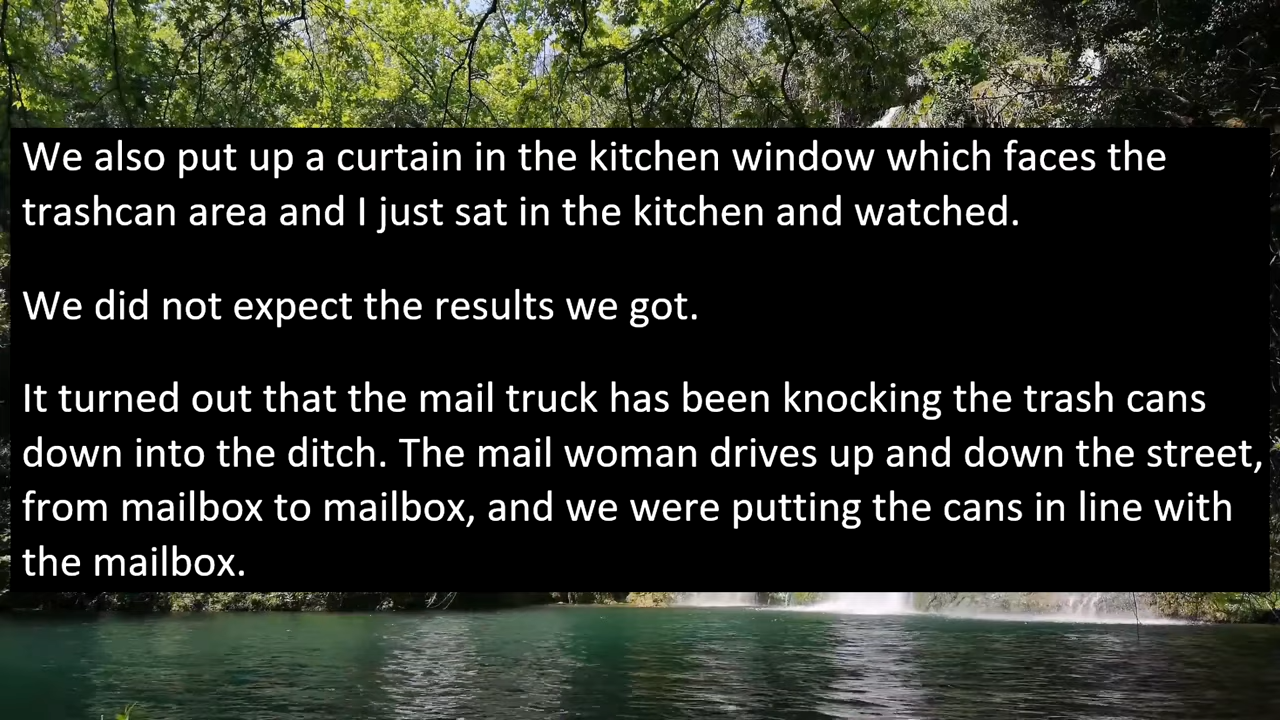 We also put up a curtain in the kitchen window which faces the
trashcan area and I just sat in the kitchen and watched.
We did not expect the results we got.
It turned out that the mail truck has been knocking the trash cans
down into the ditch. The mail woman drives up and down the street,
from mailbox to mailbox, and we were putting the cans in line with
the mailbox.